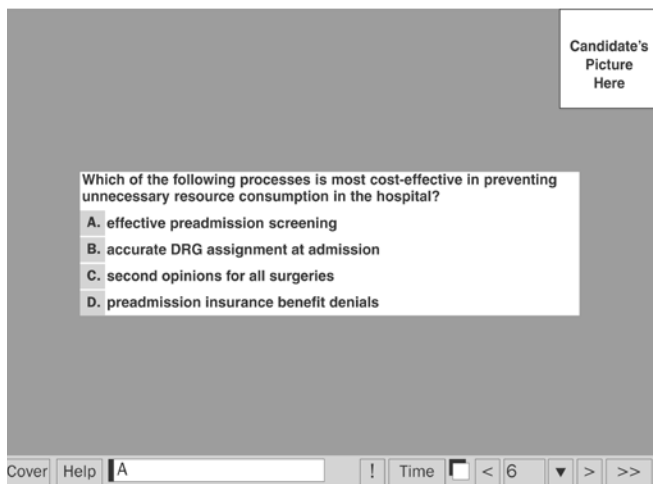 Candidate's
Picture
Here
Which of the following processes is most cost-effective in preventing
unnecessary resource consumption in the hospital?
A. effective preadmission screening
B. accurate DRG assignment at admission
C. second opinions for all surgeries
D. preadmission insurance benefit denials
Cover Help A ! Time < 6 ▼ > >>